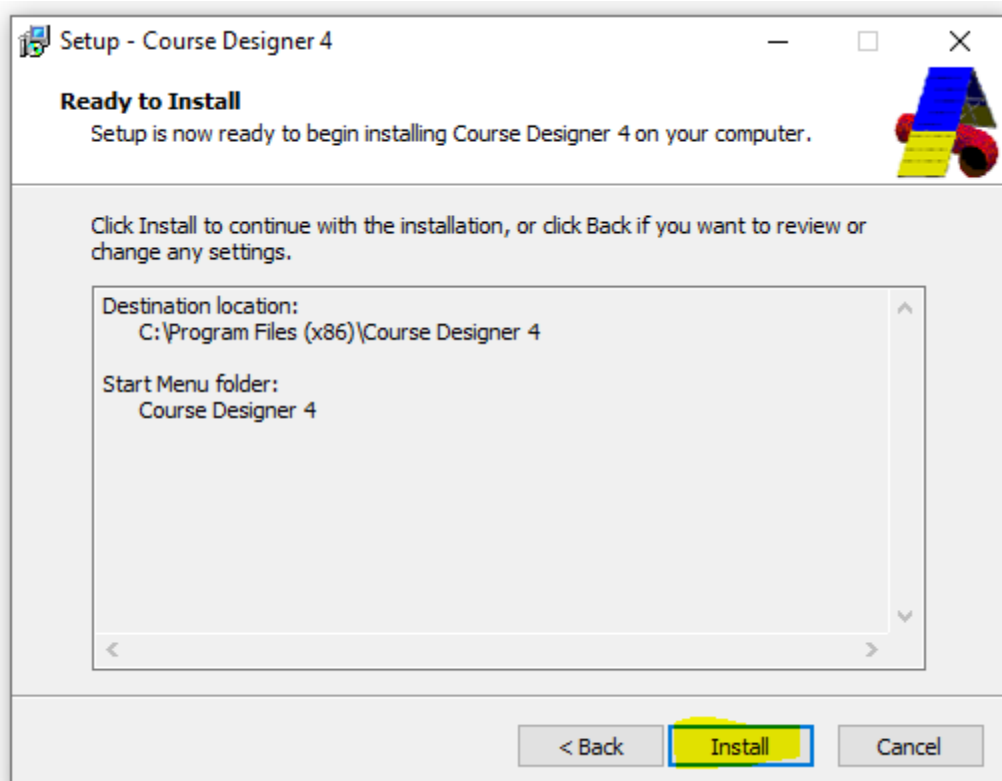 Setup - Course Designer 4
Ready to Install
Setup is now ready to begin installing Course Designer 4 on your computer.
Click Install to continue with the installation, or click Back if you want to review or
change any settings.
Destination location:
C:\Program Files (x86)\Course Designer 4
Start Menu folder:
Course Designer 4
< Back Install Cancel